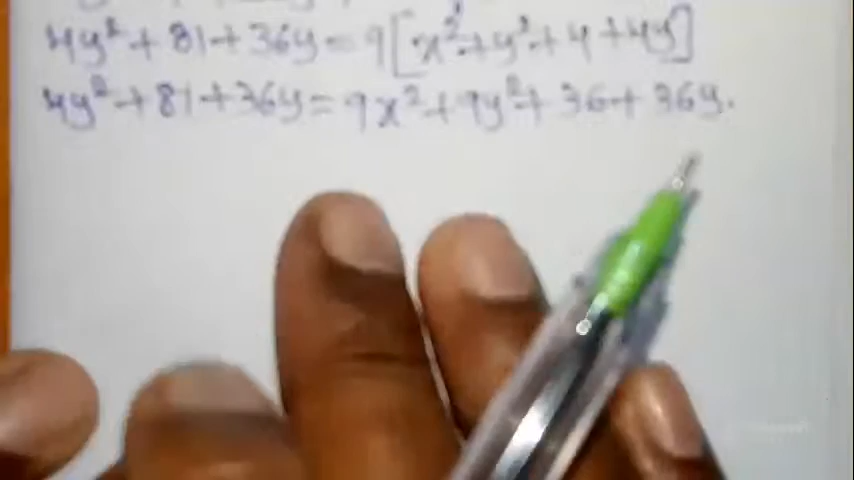 4y² + 81 + 36y = 9[x² + y² + 4 + 4y]
4y² + 81 + 36y = 9x² + 9y² + 36 + 36y.